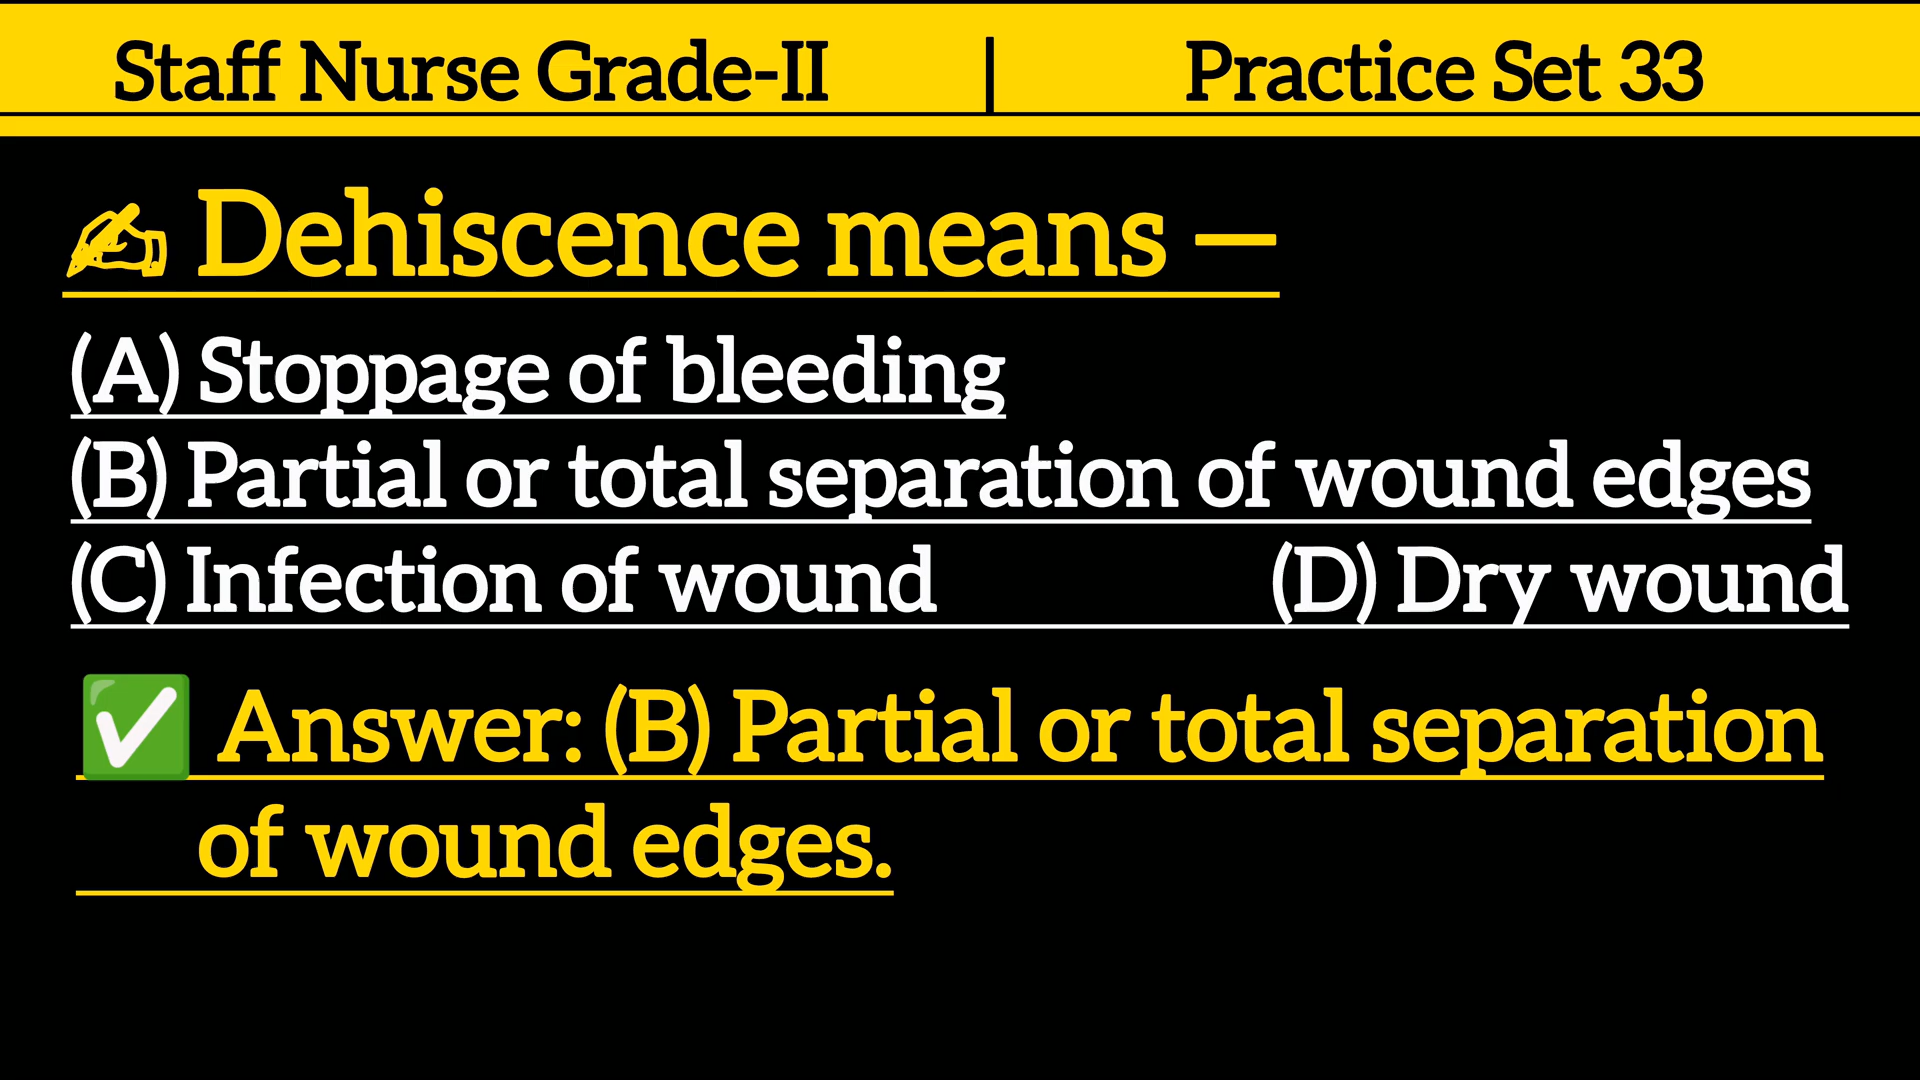 Staff Nurse Grade-II | Practice Set 33
✍ Dehiscence means —
(A) Stoppage of bleeding
(B) Partial or total separation of wound edges
(C) Infection of wound (D) Dry wound
✅ Answer: (B) Partial or total separation
of wound edges.